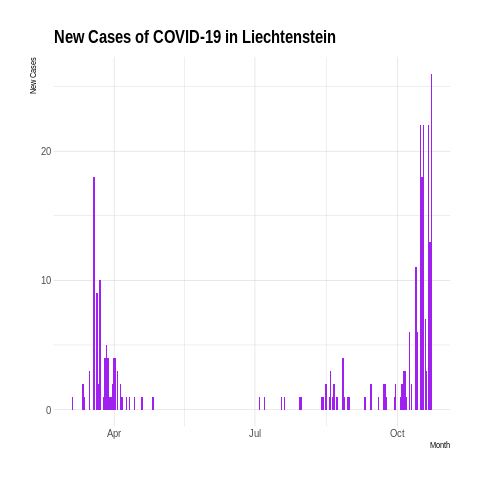 New Cases of COVID-19 in Liechtenstein
New Cases
20
10
0
Apr
Jul
Oct
Month